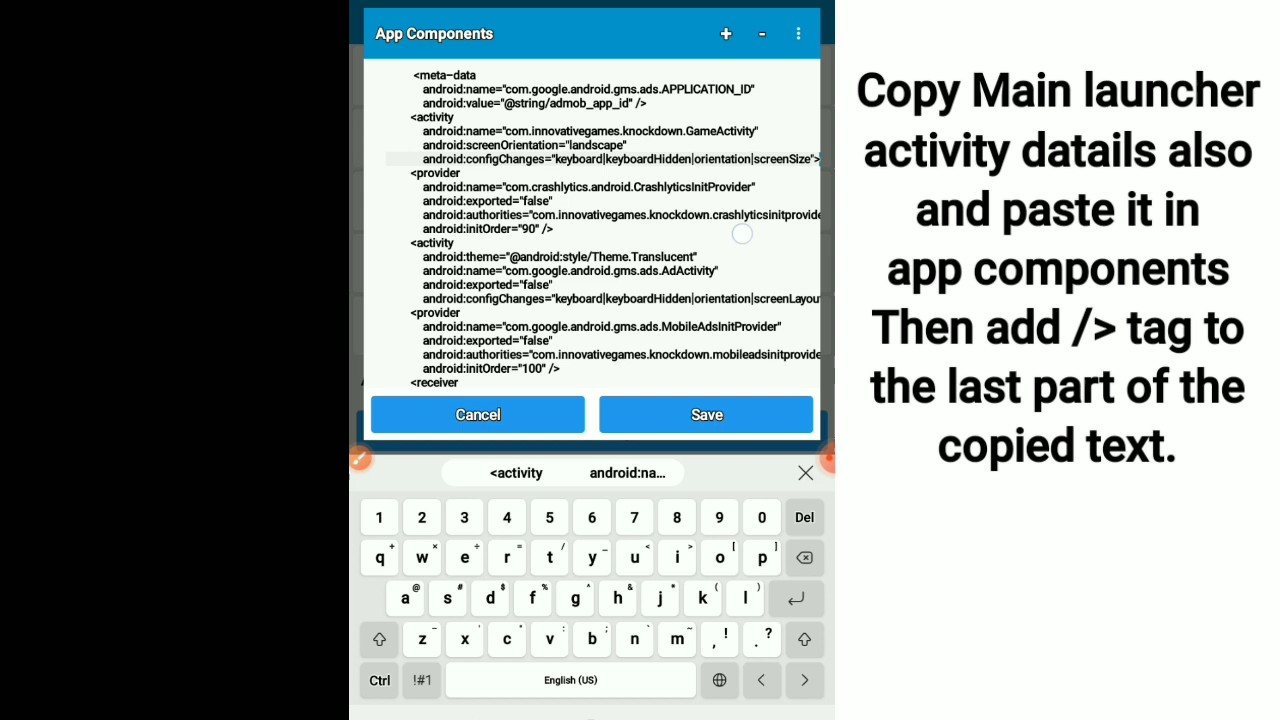 App Components
+ -
<meta-data
android:name="com.google.android.gms.ads.APPLICATION_ID"
android:value="@string/admob_app_id" />
<activity
android:name="com.innovativegames.knockdown.GameActivity"
android:screenOrientation="landscape"
android:configChanges="keyboard|keyboardHidden|orientation|screenSize">
<provider
android:name="com.crashlytics.android.CrashlyticsInitProvider"
android:exported="false"
android:authorities="com.innovativegames.knockdown.crashlyticsinitprovide
android:initOrder="90" />
<activity
android:theme="@android:style/Theme.Translucent"
android:name="com.google.android.gms.ads.AdActivity"
android:exported="false"
android:configChanges="keyboard|keyboardHidden|orientation|screenLayou
<provider
android:name="com.google.android.gms.ads.MobileAdsInitProvider"
android:exported="false"
android:authorities="com.innovativegames.knockdown.mobileadsinitprovide
android:initOrder="100" />
<receiver
Cancel Save
<activity android:na...
1 2 3 4 5 6 7 8 9 0 Del
q w e r t y u i o p
a s d f g h j k l
z x c v b n m , ! . ?
Ctrl !#1 English (US) < >
Copy Main launcher
activity datails also
and paste it in
app components
Then add /> tag to
the last part of the
copied text.